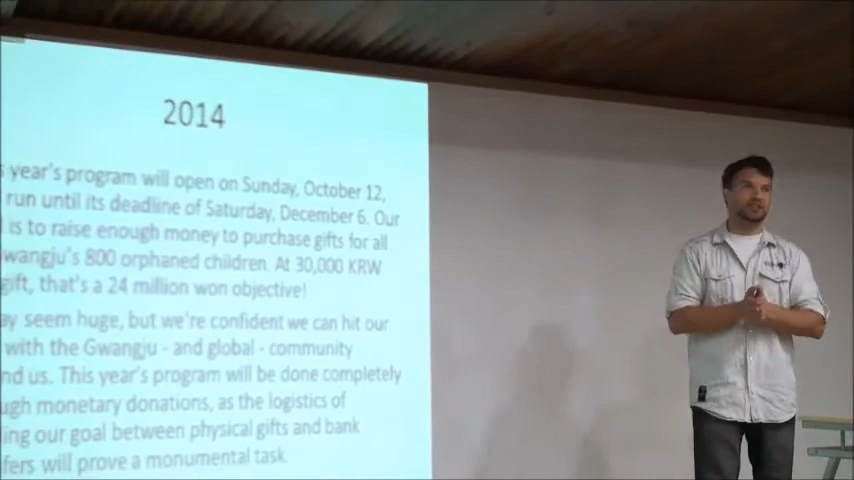 2014
year's program will open on Sunday, October 12,
run until its deadline of Saturday, December 6. Our
is to raise enough money to purchase gifts for all
wangju's 800 orphaned children. At 30,000 KRW
gift, that's a 24 million won objective!
ay seem huge, but we're confident we can hit our
with the Gwangju - and global - community
nd us. This year's program will be done completely
ugh monetary donations, as the logistics of
ing our goal between physical gifts and bank
fers will prove a monumental task.